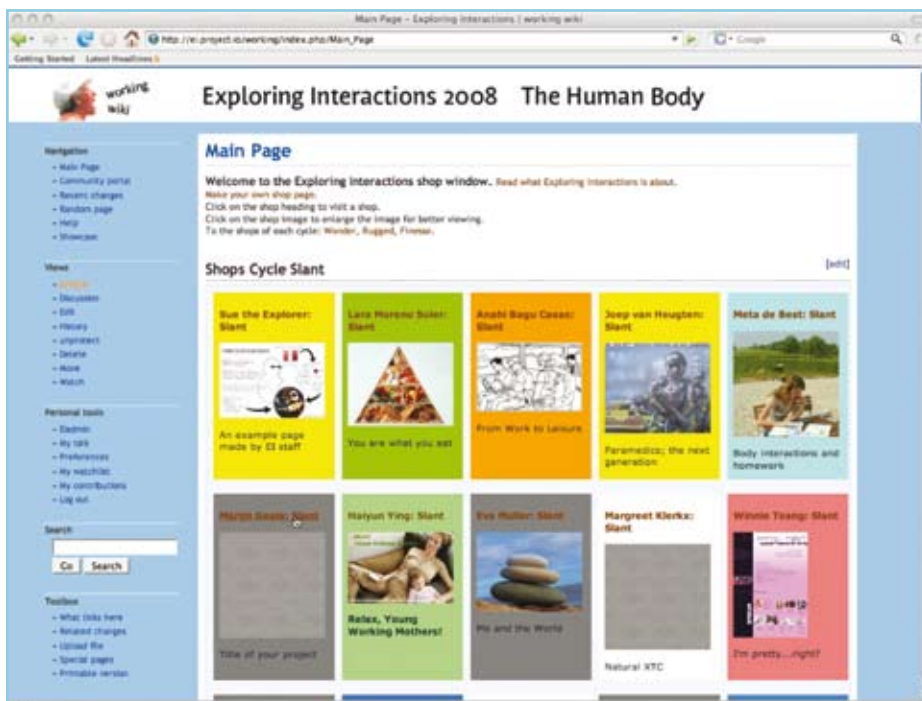 Main Page - Exploring Interactions | working wiki
Getting Started Latest Headlines
working
wiki
Exploring Interactions 2008 The Human Body
Navigation
Main Page
Community portal
Recent changes
Random page
Help
Showcase
Views
Discussion
Edit
History
unprotect
Delete
Move
Watch
Personal tools
My talk
Preferences
My watchlist
My contributions
Log out
Search
Go Search
Toolbox
What links here
Related changes
Upload file
Special pages
Printable version
Main Page
Welcome to the Exploring Interactions shop window. Read what Exploring Interactions is about.
Make your own shop page.
Click on the shop heading to visit a shop.
Click on the shop image to enlarge the image for better viewing.
To the shops of each cycle: Wonder, Rugged, Finesse.
Shops Cycle Slant
[edit]
Sue the Explorer:
Slant
An example page
made by EI staff
Lara Moreno Soler:
Slant
You are what you eat
Anahi Bagu Casas:
Slant
From Work to Leisure
Joep van Heugten:
Slant
Paramedics; the next
generation
Meta de Best: Slant
Body interactions and
homework
Slant
Title of your project
Haiyun Ying: Slant
Relax, Young
Working Mothers!
Eva Muller: Slant
Me and the World
Margreet Klerkx:
Slant
Natural XTC
Winnie Tsang: Slant
I'm pretty...right?